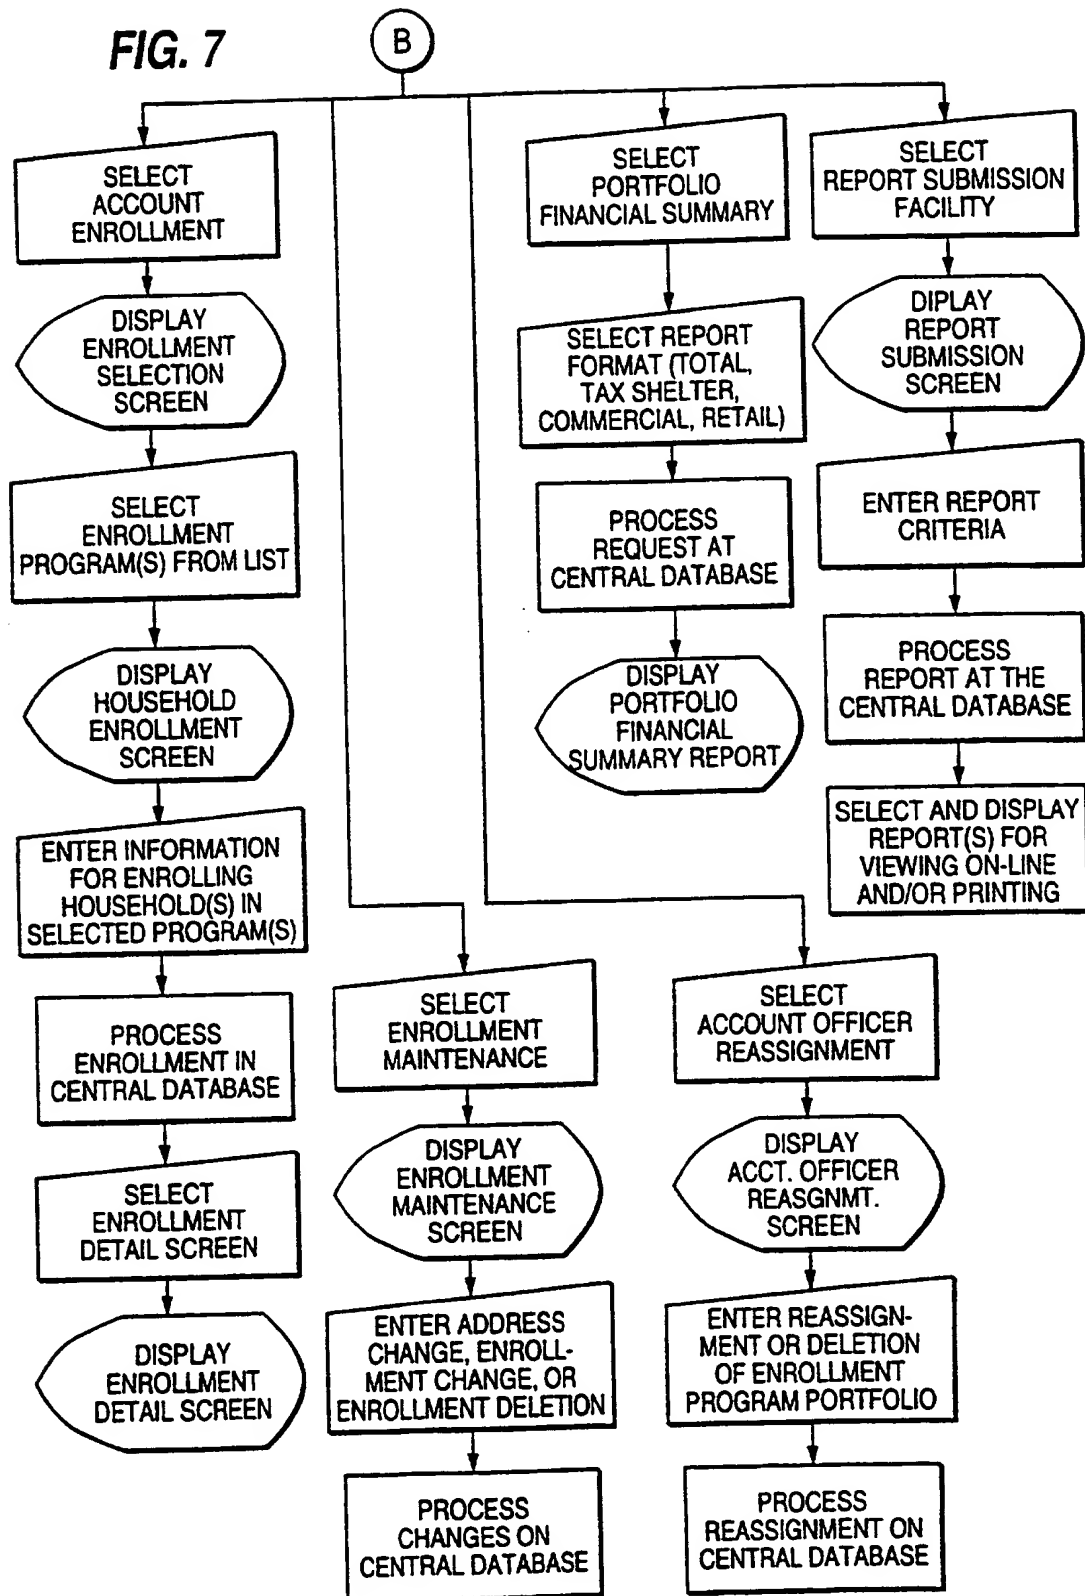 FIG. 7
B
SELECT
ACCOUNT
ENROLLMENT
DISPLAY
ENROLLMENT
SELECTION
SCREEN
SELECT
ENROLLMENT
PROGRAM(S) FROM LIST
DISPLAY
HOUSEHOLD
ENROLLMENT
SCREEN
ENTER INFORMATION
FOR ENROLLING
HOUSEHOLD(S) IN
SELECTED PROGRAM(S)
PROCESS
ENROLLMENT IN
CENTRAL DATABASE
SELECT
ENROLLMENT
DETAIL SCREEN
DISPLAY
ENROLLMENT
DETAIL SCREEN
SELECT
ENROLLMENT
MAINTENANCE
DISPLAY
ENROLLMENT
MAINTENANCE
SCREEN
ENTER ADDRESS
CHANGE, ENROLL-
MENT CHANGE, OR
ENROLLMENT DELETION
PROCESS
CHANGES ON
CENTRAL DATABASE
SELECT
PORTFOLIO
FINANCIAL SUMMARY
SELECT REPORT
FORMAT (TOTAL,
TAX SHELTER,
COMMERCIAL, RETAIL)
PROCESS
REQUEST AT
CENTRAL DATABASE
DISPLAY
PORTFOLIO
FINANCIAL
SUMMARY REPORT
SELECT
ACCOUNT OFFICER
REASSIGNMENT
DISPLAY
ACCT. OFFICER
REASGNMT.
SCREEN
ENTER REASSIGN-
MENT OR DELETION
OF ENROLLMENT
PROGRAM PORTFOLIO
PROCESS
REASSIGNMENT ON
CENTRAL DATABASE
SELECT
REPORT SUBMISSION
FACILITY
DIPLAY
REPORT
SUBMISSION
SCREEN
ENTER REPORT
CRITERIA
PROCESS
REPORT AT THE
CENTRAL DATABASE
SELECT AND DISPLAY
REPORT(S) FOR
VIEWING ON-LINE
AND/OR PRINTING